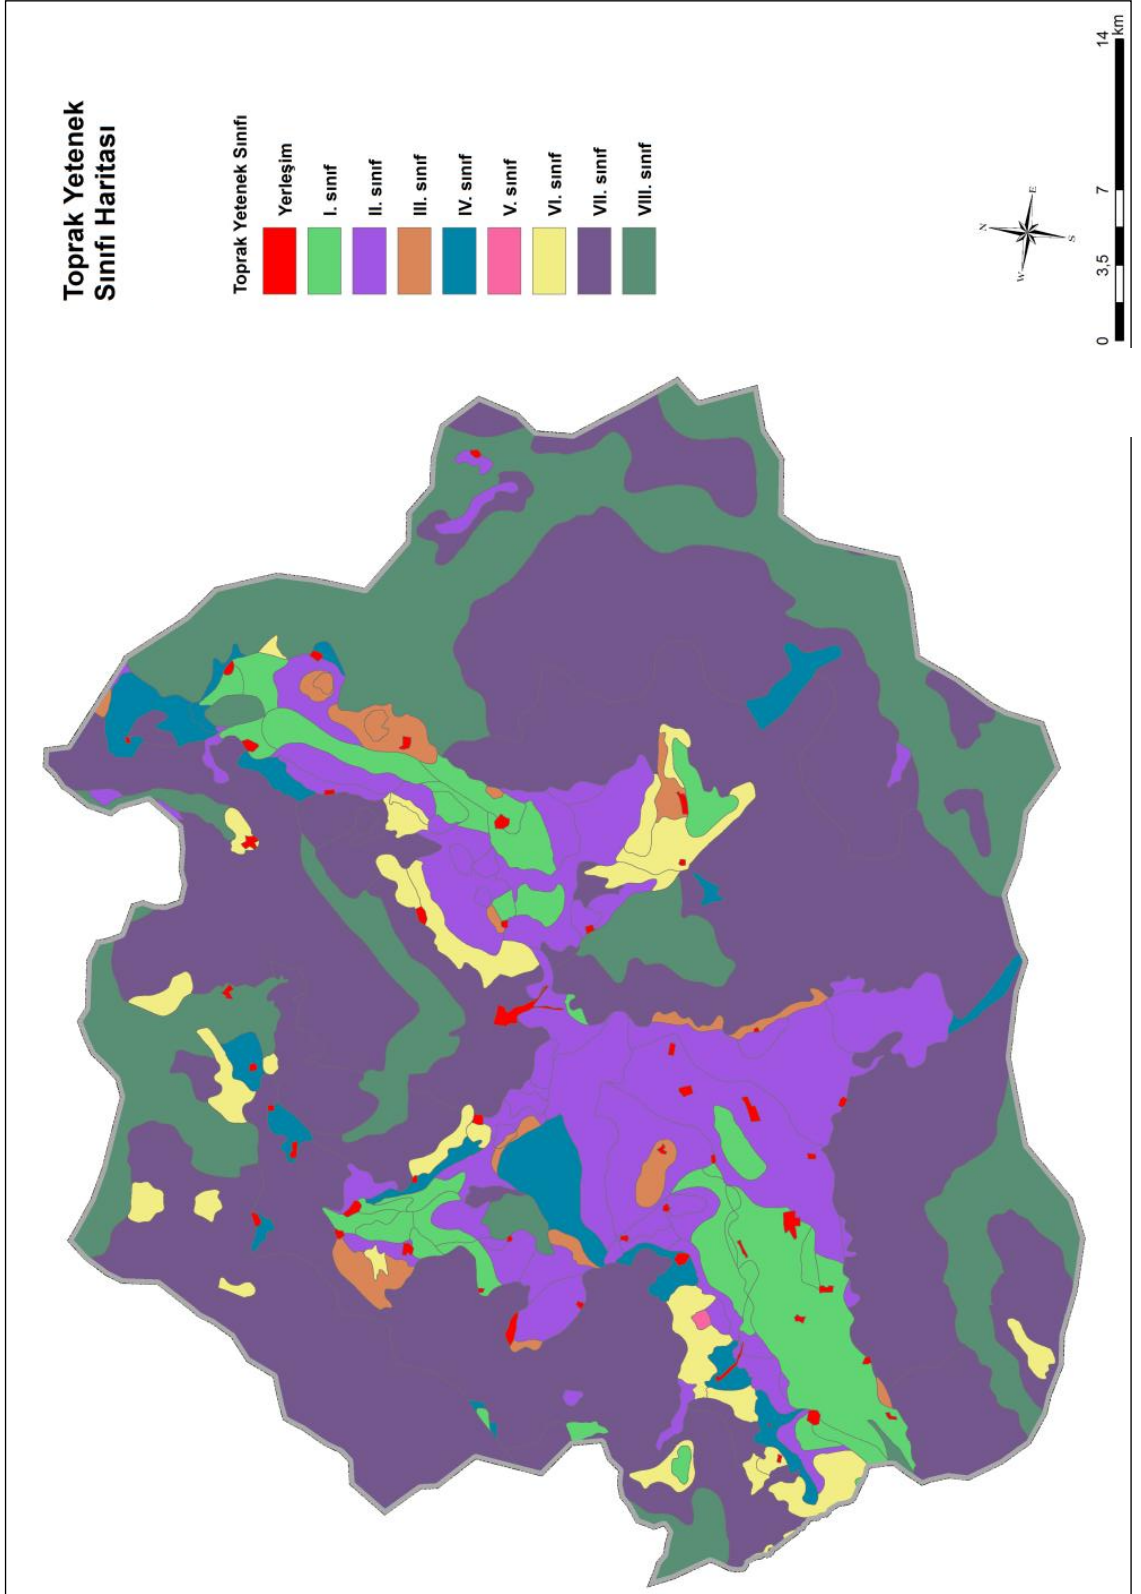 Toprak Yetenek
Sınıfı Haritası
Toprak Yetenek Sınıfı
Yerleşim
I. sınıf
II. sınıf
III. sınıf
IV. sınıf
V. sınıf
VI. sınıf
VII. sınıf
VIII. sınıf
N
W
E
S
0 3,5 7 14
km